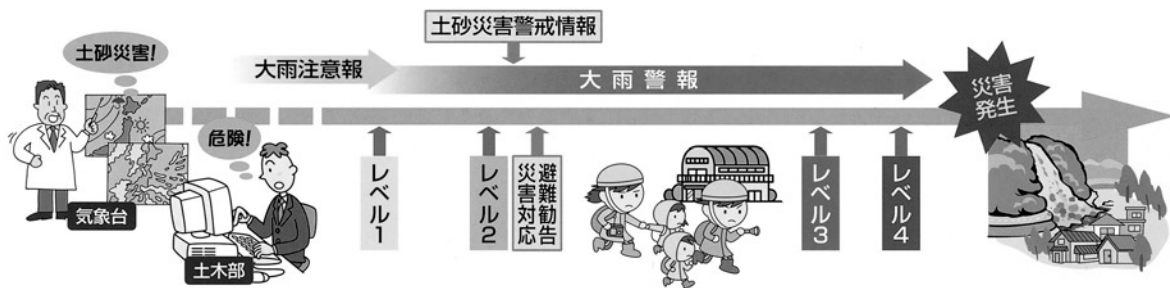 土砂災害警戒情報
土砂災害!
大雨注意報
大雨警報
災害
発生
危険!
気象台
土木部
レベル1
レベル2
避難勧告
災害対応
レベル3
レベル4